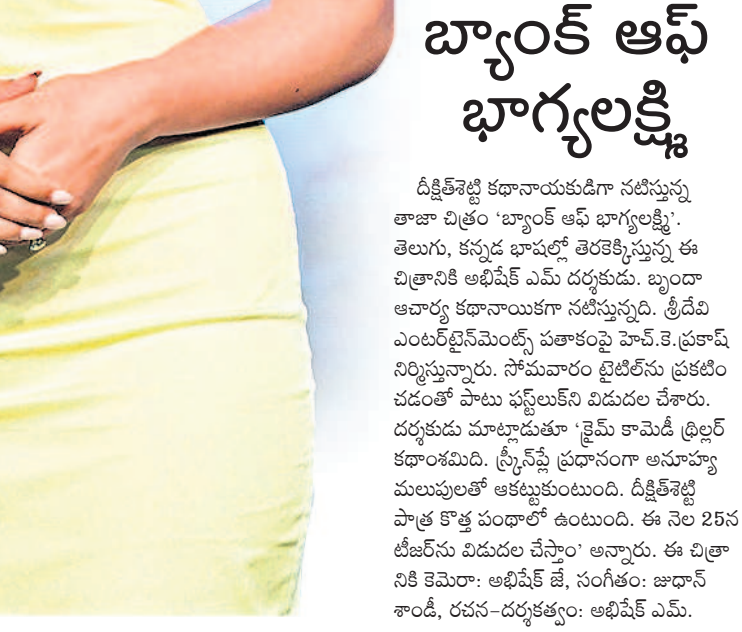 బ్యాంక్ ఆఫ్
భాగ్యలక్ష్మి
దీక్షిత్‌శెట్టి కథానాయకుడిగా నటిస్తున్న
తాజా చిత్రం ‘బ్యాంక్ ఆఫ్ భాగ్యలక్ష్మి’.
తెలుగు, కన్నడ భాషల్లో తెరకెక్కిస్తున్న ఈ
చిత్రానికి అభిషేక్ ఎమ్ దర్శకుడు. బృందా
ఆచార్య కథానాయికగా నటిస్తున్నది. శ్రీదేవి
ఎంటర్‌టైన్‌మెంట్స్ పతాకంపై హెచ్.కె.ప్రకాష్
నిర్మిస్తున్నారు. సోమవారం టైటిల్‌ను ప్రకటిం
చడంతో పాటు ఫస్ట్‌లుక్‌ని విడుదల చేశారు.
దర్శకుడు మాట్లాడుతూ ‘క్రైమ్ కామెడీ థ్రిల్లర్
కథాంశమిది. స్క్రీన్‌ప్లే ప్రధానంగా అనూహ్య
మలుపులతో ఆకట్టుకుంటుంది. దీక్షిత్‌శెట్టి
పాత్ర కొత్త పంథాలో ఉంటుంది. ఈ నెల 25న
టీజర్‌ను విడుదల చేస్తాం’ అన్నారు. ఈ చిత్రా
నికి కెమెరా: అభిషేక్ జే, సంగీతం: జుధాన్
శాండీ, రచన-దర్శకత్వం: అభిషేక్ ఎమ్.